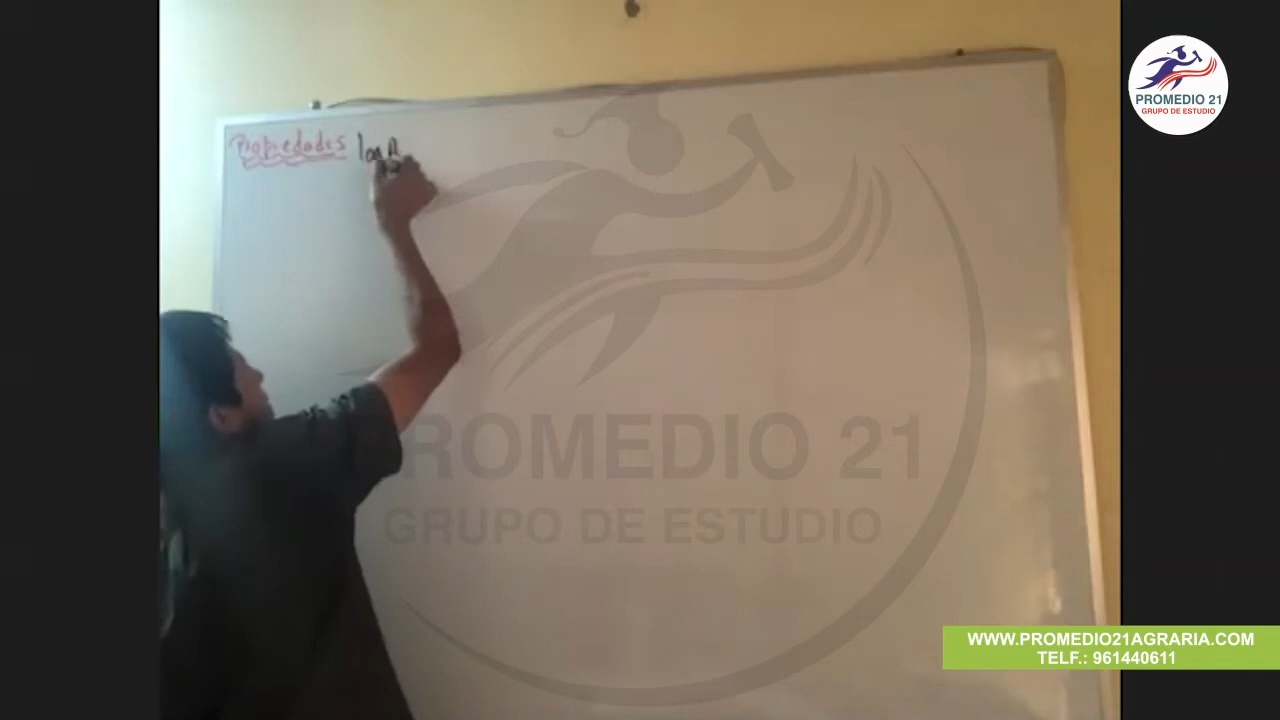 Propiedades log
PROMEDIO 21
GRUPO DE ESTUDIO
PROMEDIO 21
GRUPO DE ESTUDIO
WWW.PROMEDIO21AGRARIA.COM
TELF.: 961440611